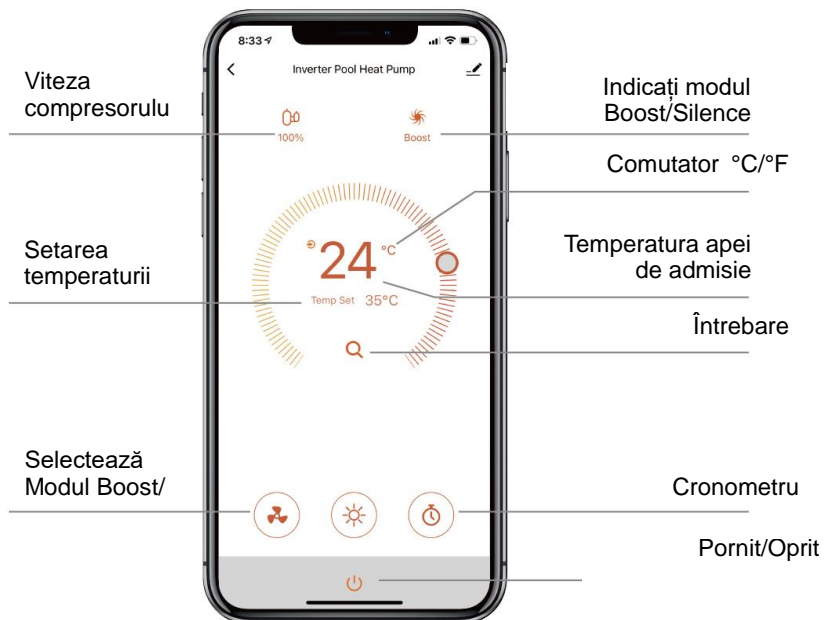 8:33
Inverter Pool Heat Pump
Viteza
compresorulu
Indicați modul
Boost/Silence
100%
Boost
Comutator °C/°F
Setarea
temperaturii
24 °C
Temperatura apei
de admisie
Temp Set 35°C
Întrebare
Selectează
Modul Boost/
Cronometru
Pornit/Oprit